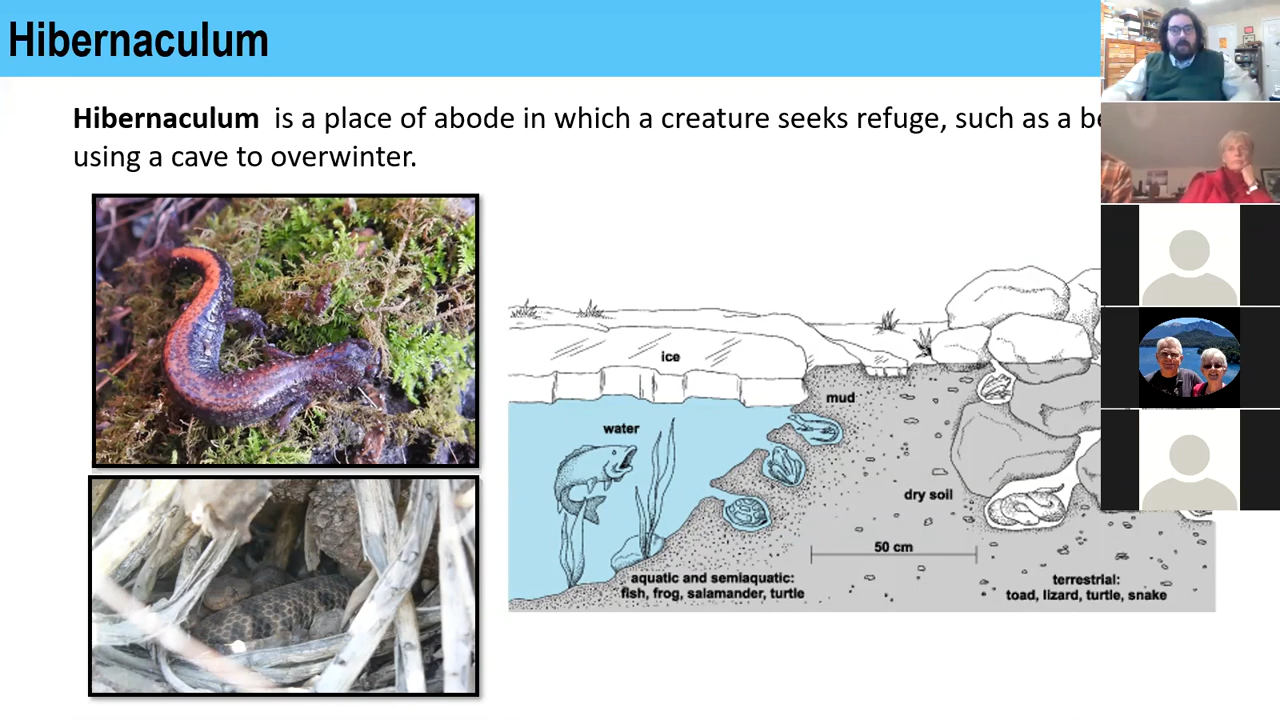 Hibernaculum
Hibernaculum is a place of abode in which a creature seeks refuge, such as a
using a cave to overwinter.
ice
mud
water
dry soil
50 cm
aquatic and semiaquatic:
fish, frog, salamander, turtle
terrestrial:
toad, lizard, turtle, snake